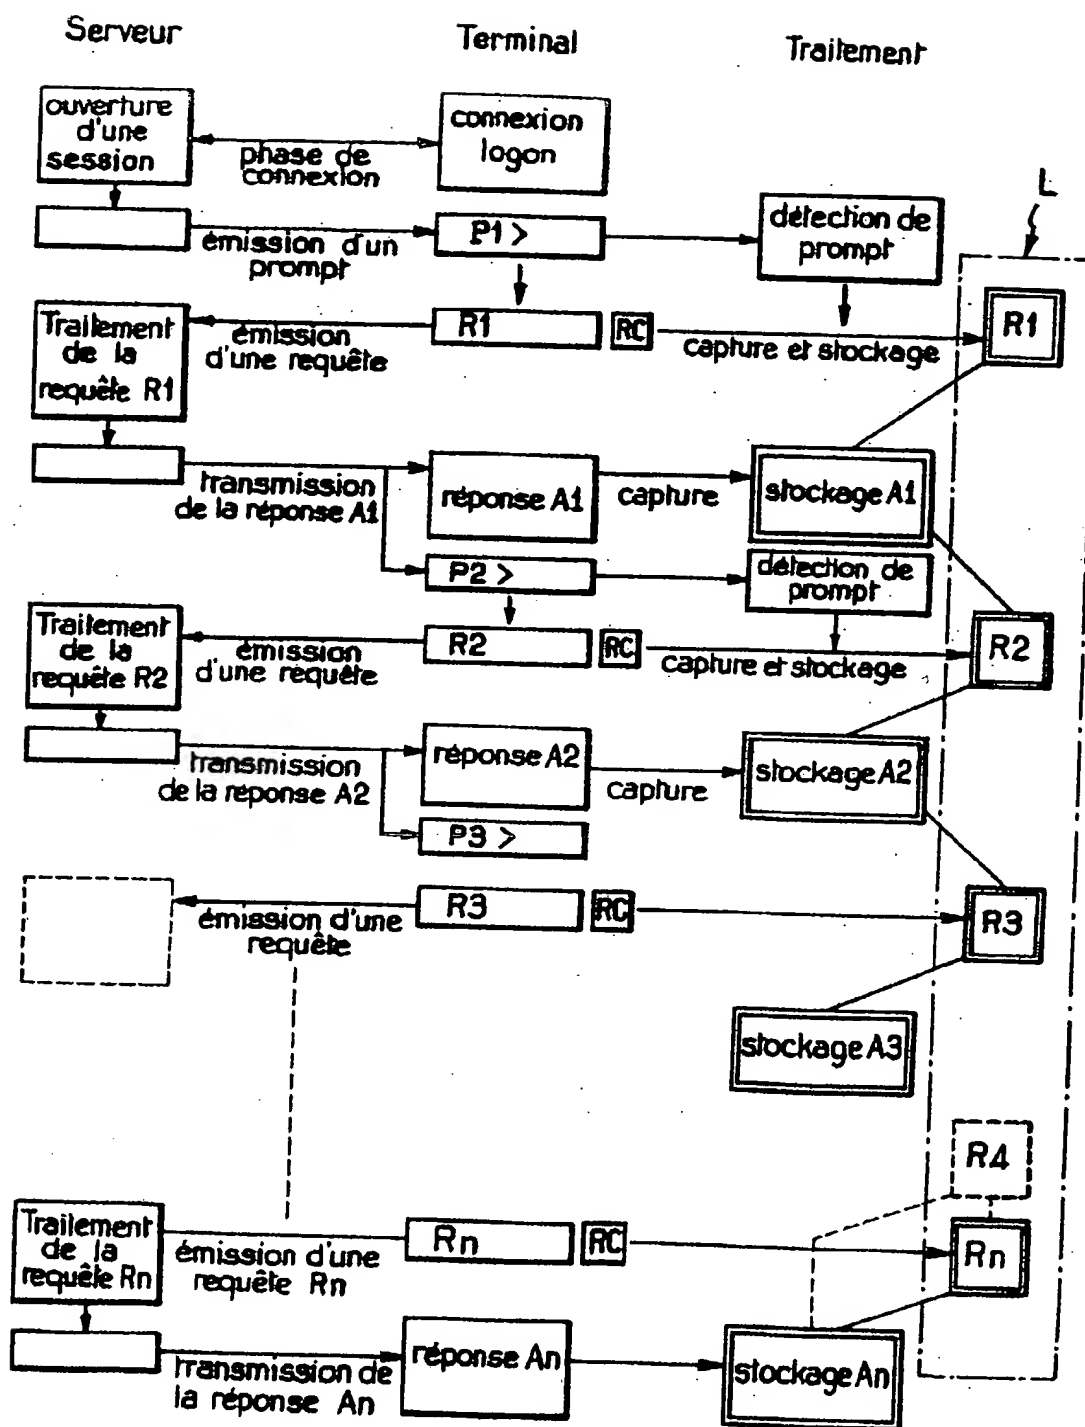 Serveur
Terminal
Traitement
ouverture
d'une
session
phase de
connexion
connexion
logon
L
émission d'un
prompt
P1 >
détection de
prompt
Traitement
de la
requête R1
émission
d'une requête
R1
RC
capture et stockage
R1
transmission
de la réponse A1
réponse A1
capture
stockage A1
P2 >
détection de
prompt
Traitement
de la
requête R2
émission
d'une requête
R2
RC
capture et stockage
R2
transmission
de la réponse A2
réponse A2
capture
stockage A2
P3 >
émission d'une
requête
R3
RC
R3
stockage A3
R4
Traitement
de la
requête Rn
émission d'une
requête Rn
Rn
RC
Rn
transmission de
la réponse An
réponse An
stockage An